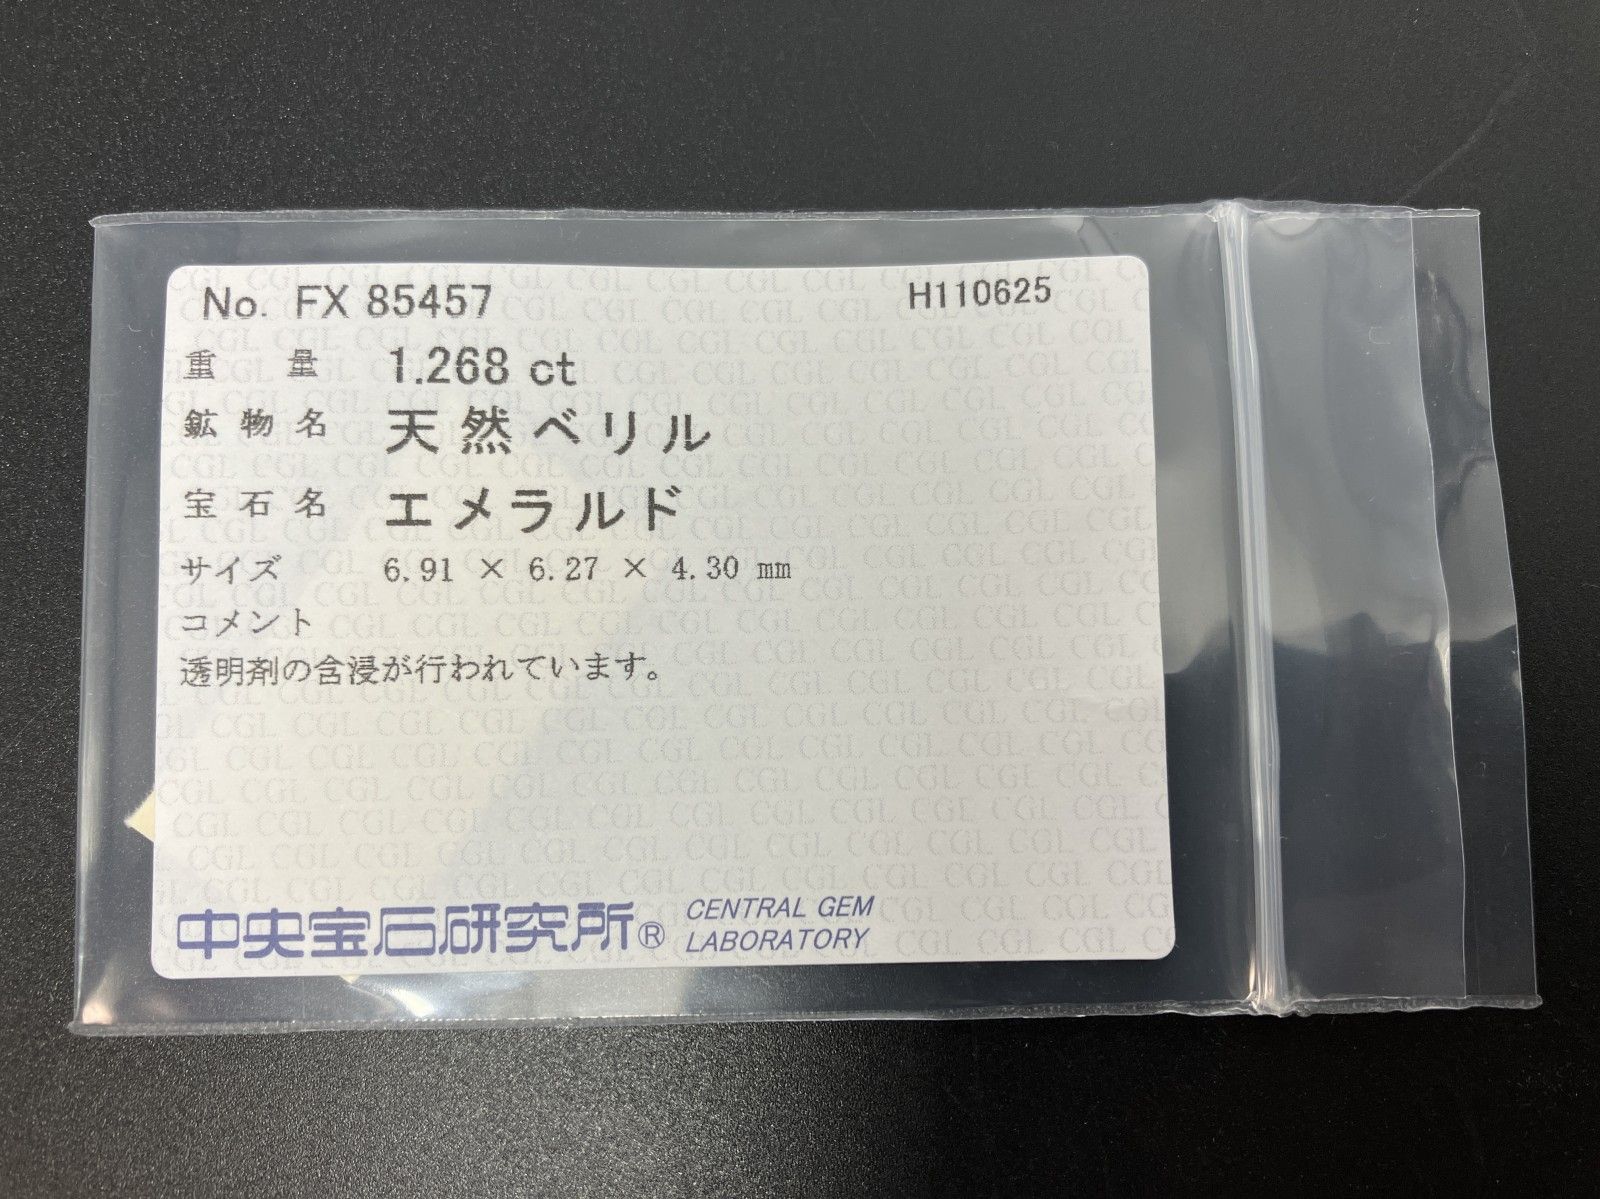 No. FX 85457 H110625
重量 1.268 ct
鉱物名 天然ベリル
宝石名 エメラルド
サイズ 6.91 × 6.27 × 4.30 mm
コメント
透明剤の含浸が行われています。
中央宝石研究所® CENTRAL GEM
LABORATORY